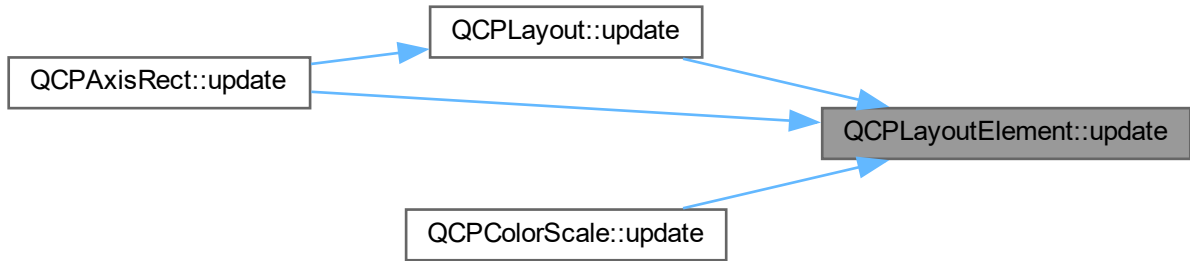 QCPLayout::update
QCPAxisRect::update
QCPLayoutElement::update
QCPColorScale::update